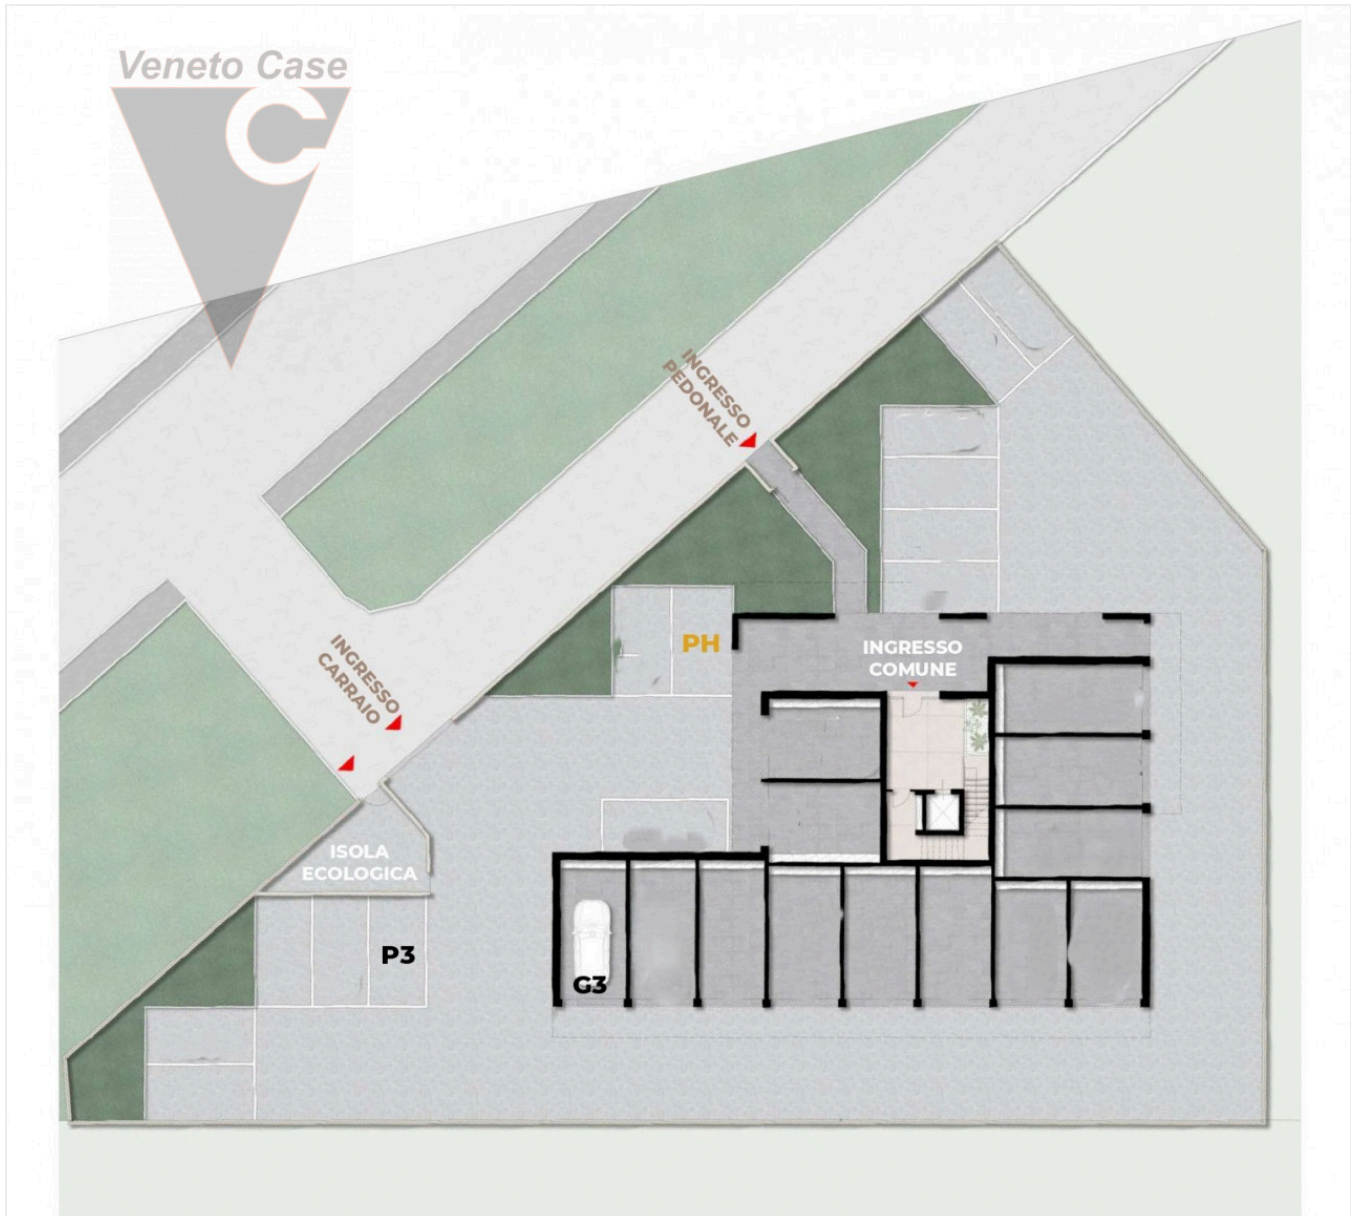 Veneto Case
C
INGRESSO
PEDONALE
PH
INGRESSO
COMUNE
INGRESSO
CARRAIO
ISOLA
ECOLOGICA
P3
G3